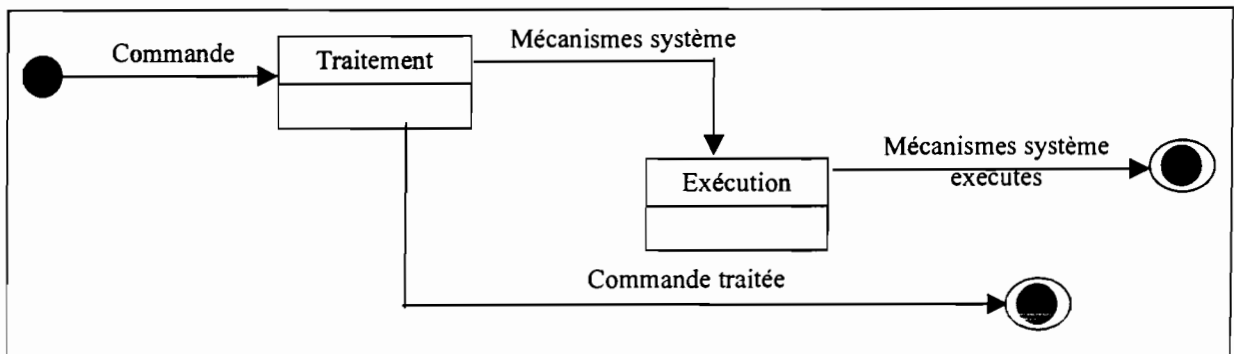 Commande
Traitement
Mécanismes système
Exécution
Mécanismes système
executes
Commande traitée